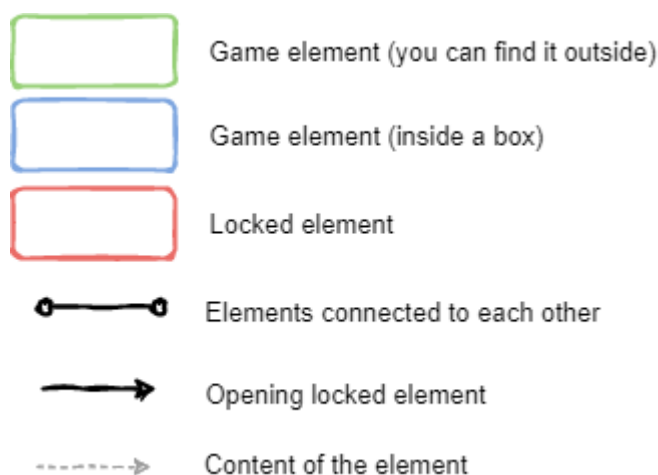 Game element (you can find it outside)
Game element (inside a box)
Locked element
Elements connected to each other
Opening locked element
Content of the element